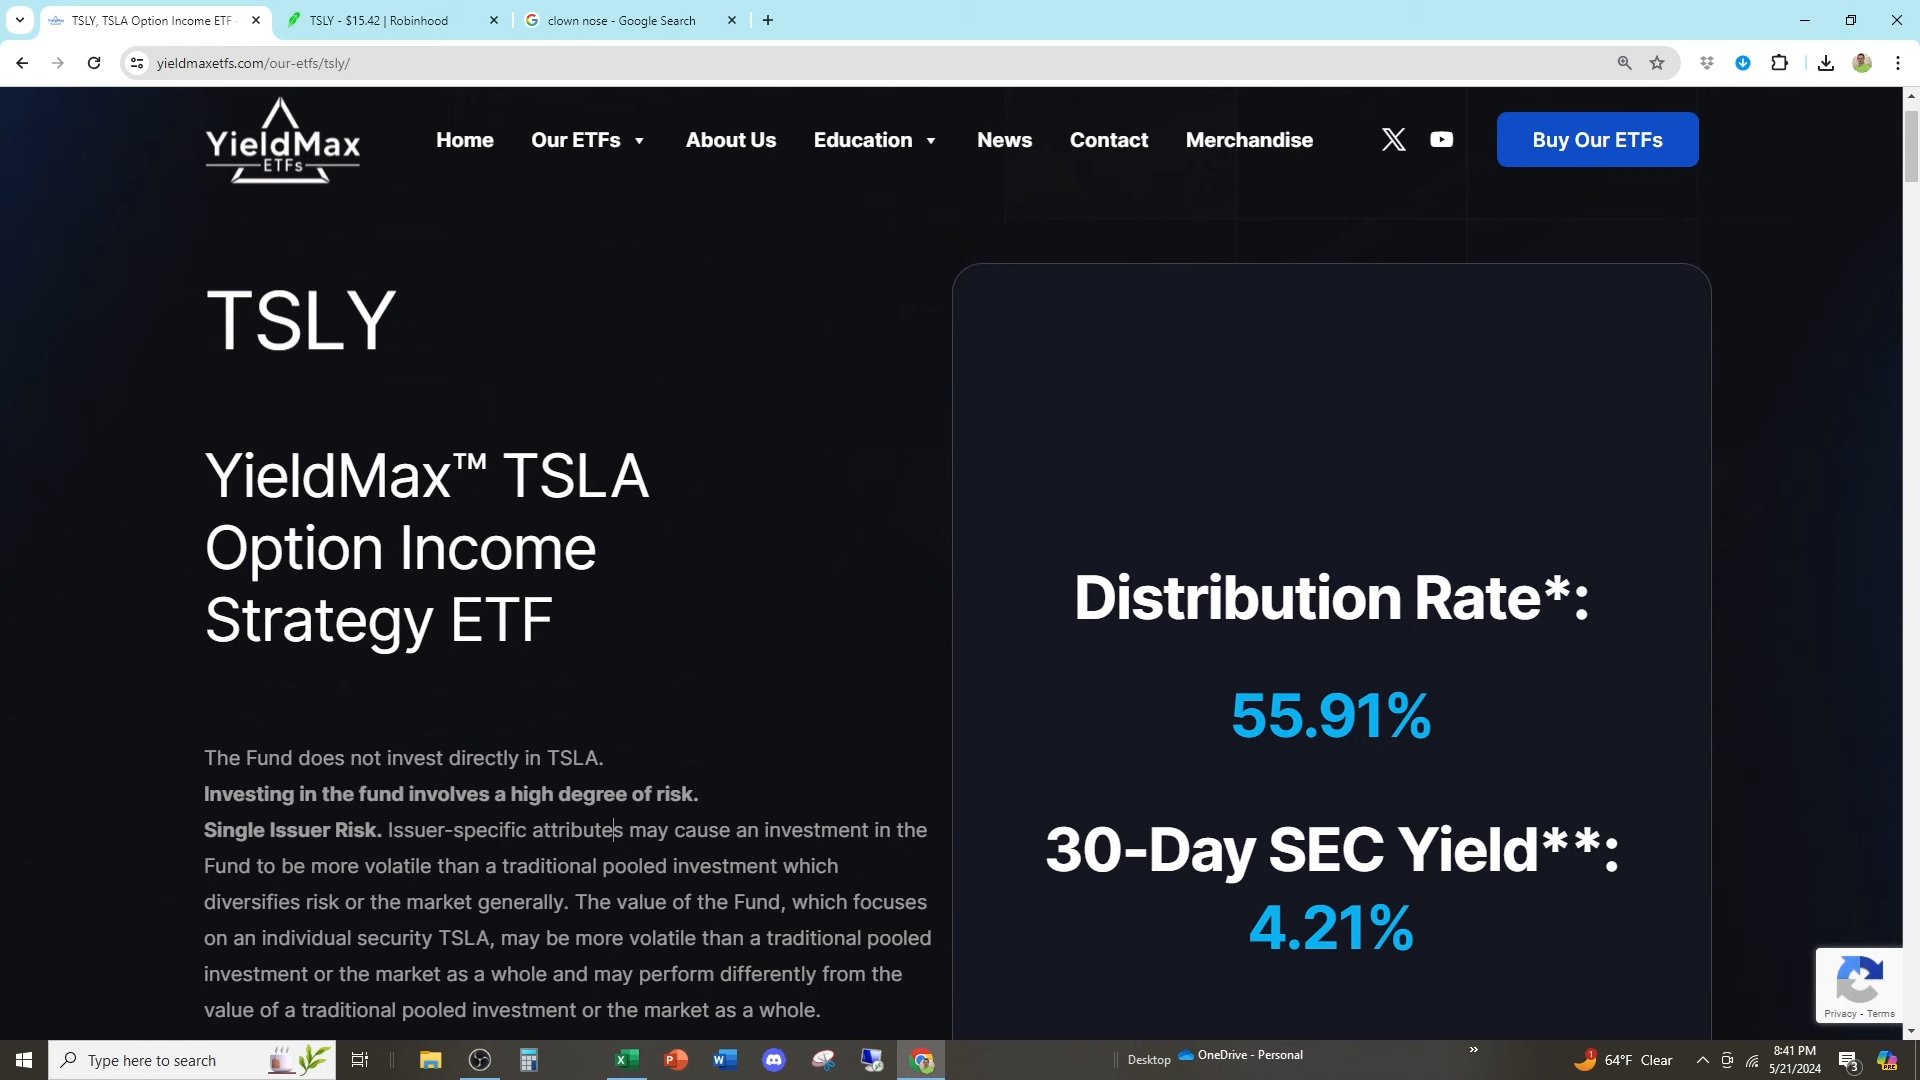 TSLY, TSLA Option Income ETF -
TSLY - $15.42 | Robinhood
clown nose - Google Search
yieldmaxetfs.com/our-etfs/tsly/
YieldMax
ETFs
Home
Our ETFs
About Us
Education
News
Contact
Merchandise
Buy Our ETFs
TSLY
YieldMax™ TSLA
Option Income
Strategy ETF
The Fund does not invest directly in TSLA.
Investing in the fund involves a high degree of risk.
Single Issuer Risk. Issuer-specific attributes may cause an investment in the
Fund to be more volatile than a traditional pooled investment which
diversifies risk or the market generally. The value of the Fund, which focuses
on an individual security TSLA, may be more volatile than a traditional pooled
investment or the market as a whole and may perform differently from the
value of a traditional pooled investment or the market as a whole.
Distribution Rate*:
55.91%
30-Day SEC Yield**:
4.21%
Privacy - Terms
Type here to search
Desktop
OneDrive - Personal
1
64°F Clear
8:41 PM
5/21/2024
3
PRE